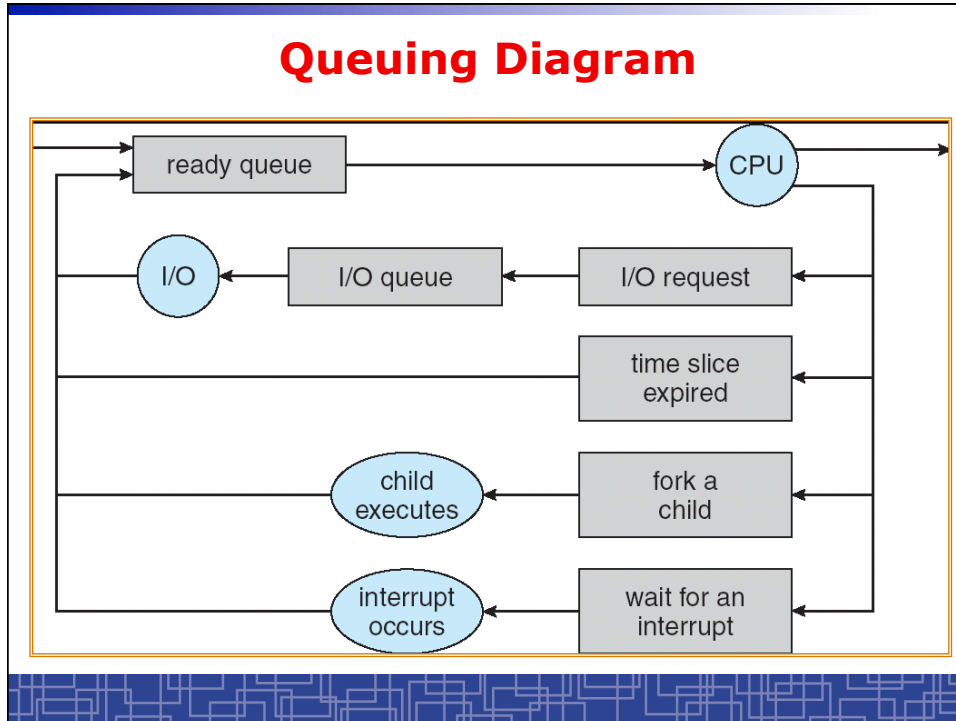 Queuing Diagram
ready queue
CPU
I/O
I/O queue
I/O request
time slice
expired
child
executes
fork a
child
interrupt
occurs
wait for an
interrupt